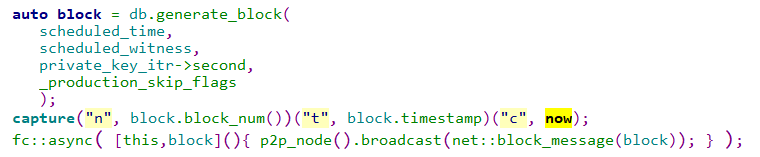 auto block = db.generate_block(
scheduled_time,
scheduled_witness,
private_key_itr->second,
_production_skip_flags
);
capture("n", block.block_num())("t", block.timestamp)("c", now);
fc::async( [this,block](){ p2p_node().broadcast(net::block_message(block)); } );